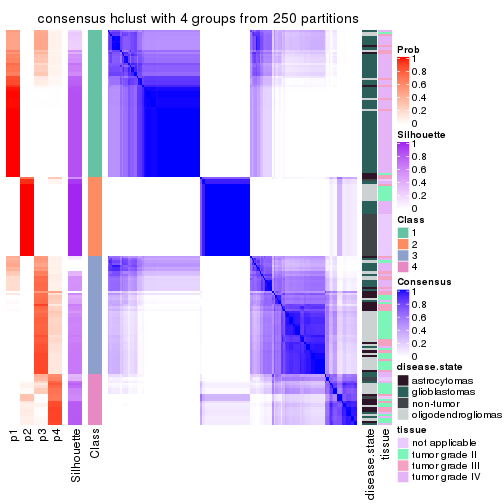 consensus hclust with 4 groups from 250 partitions
p1
p2
p3
p4
Silhouette
Class
disease.state
tissue
Prob
1
0.8
0.6
0.4
0.2
0
Silhouette
1
0.8
0.6
0.4
0.2
0
Class
1
2
3
4
Consensus
1
0.8
0.6
0.4
0.2
0
disease.state
astrocytomas
glioblastomas
non-tumor
oligodendrogliomas
tissue
not applicable
tumor grade II
tumor grade III
tumor grade IV